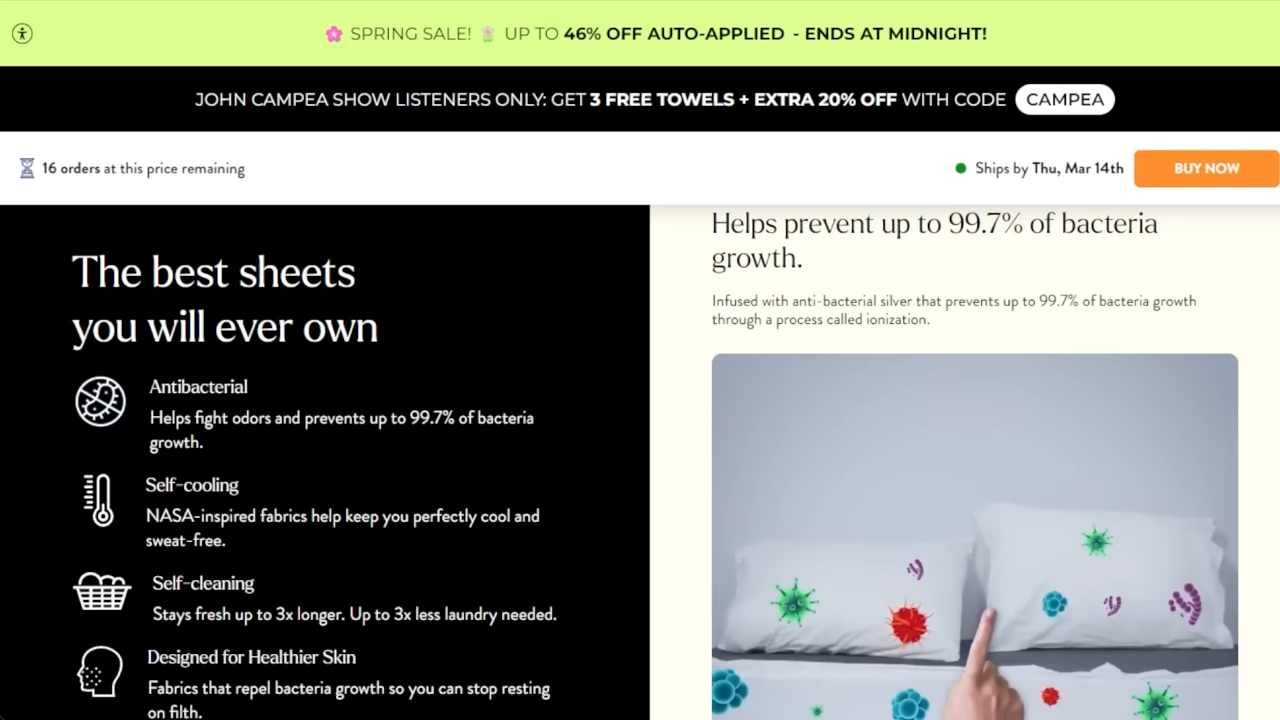 🌸 SPRING SALE! 🌷 UP TO 46% OFF AUTO-APPLIED - ENDS AT MIDNIGHT!
JOHN CAMPEA SHOW LISTENERS ONLY: GET 3 FREE TOWELS + EXTRA 20% OFF WITH CODE CAMPEA
16 orders at this price remaining
Ships by Thu, Mar 14th
BUY NOW
The best sheets
you will ever own
Antibacterial
Helps fight odors and prevents up to 99.7% of bacteria
growth.
Self-cooling
NASA-inspired fabrics help keep you perfectly cool and
sweat-free.
Self-cleaning
Stays fresh up to 3x longer. Up to 3x less laundry needed.
Designed for Healthier Skin
Fabrics that repel bacteria growth so you can stop resting
on filth.
Helps prevent up to 99.7% of bacteria
growth.
Infused with anti-bacterial silver that prevents up to 99.7% of bacteria growth
through a process called ionization.